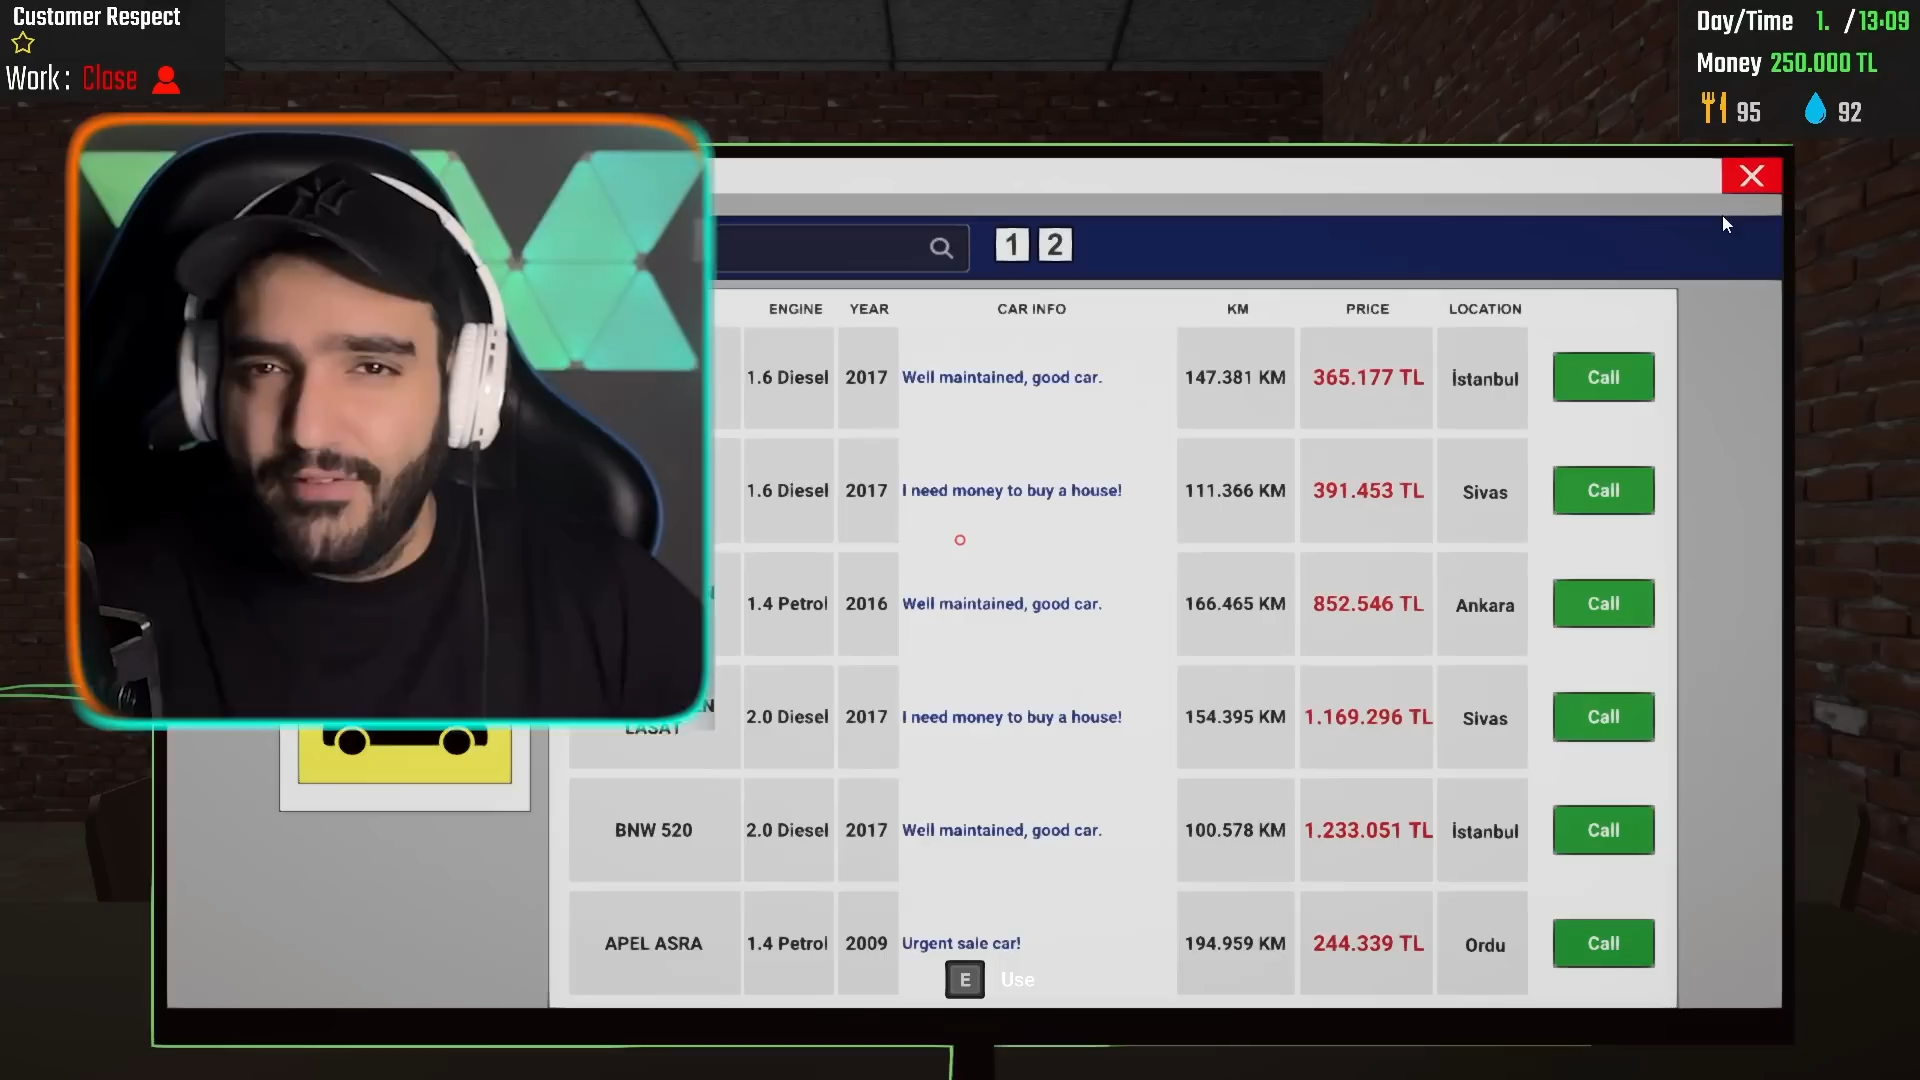 Customer Respect
Work: Close
Day/Time 1. /13:09
Money 250.000 TL
95 92
1 2
ENGINE YEAR CAR INFO KM PRICE LOCATION
1.6 Diesel 2017 Well maintained, good car. 147.381 KM 365.177 TL İstanbul Call
1.6 Diesel 2017 I need money to buy a house! 111.366 KM 391.453 TL Sivas Call
1.4 Petrol 2016 Well maintained, good car. 166.465 KM 852.546 TL Ankara Call
LASAT 2.0 Diesel 2017 I need money to buy a house! 154.395 KM 1.169.296 TL Sivas Call
BNW 520 2.0 Diesel 2017 Well maintained, good car. 100.578 KM 1.233.051 TL İstanbul Call
APEL ASRA 1.4 Petrol 2009 Urgent sale car! 194.959 KM 244.339 TL Ordu Call
E Use